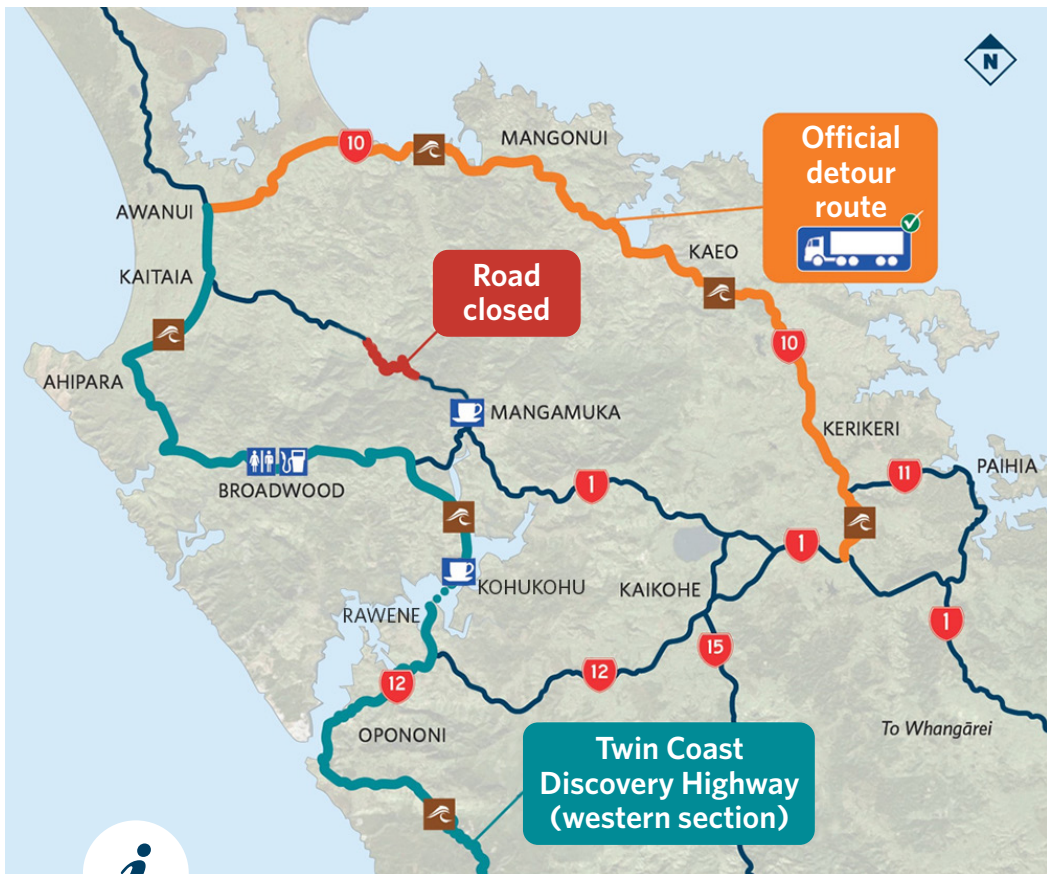 N
10
MANGONUI
Official
detour
route
AWANUI
KAEO
KAITAIA
Road
closed
10
AHIPARA
MANGAMUKA
KERIKERI
PAIHIA
11
BROADWOOD
1
1
KOHUKOHU
KAIKOHE
RAWENE
1
15
12
12
OPONONI
To Whangārei
Twin Coast
Discovery Highway
(western section)
i